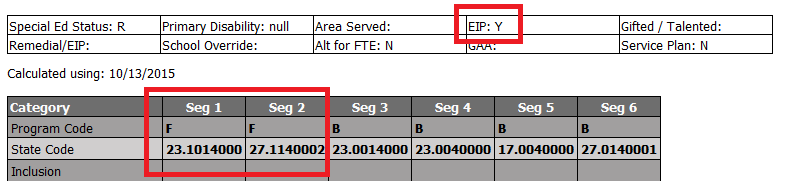 Special Ed Status: R Primary Disability: null Area Served: EIP: Y Gifted / Talented:
Remedial/EIP: School Override: Alt for FTE: N GAA: Service Plan: N
Calculated using: 10/13/2015
Category Seg 1 Seg 2 Seg 3 Seg 4 Seg 5 Seg 6
Program Code F F B B B B
State Code 23.1014000 27.1140002 23.0014000 23.0040000 17.0040000 27.0140001
Inclusion